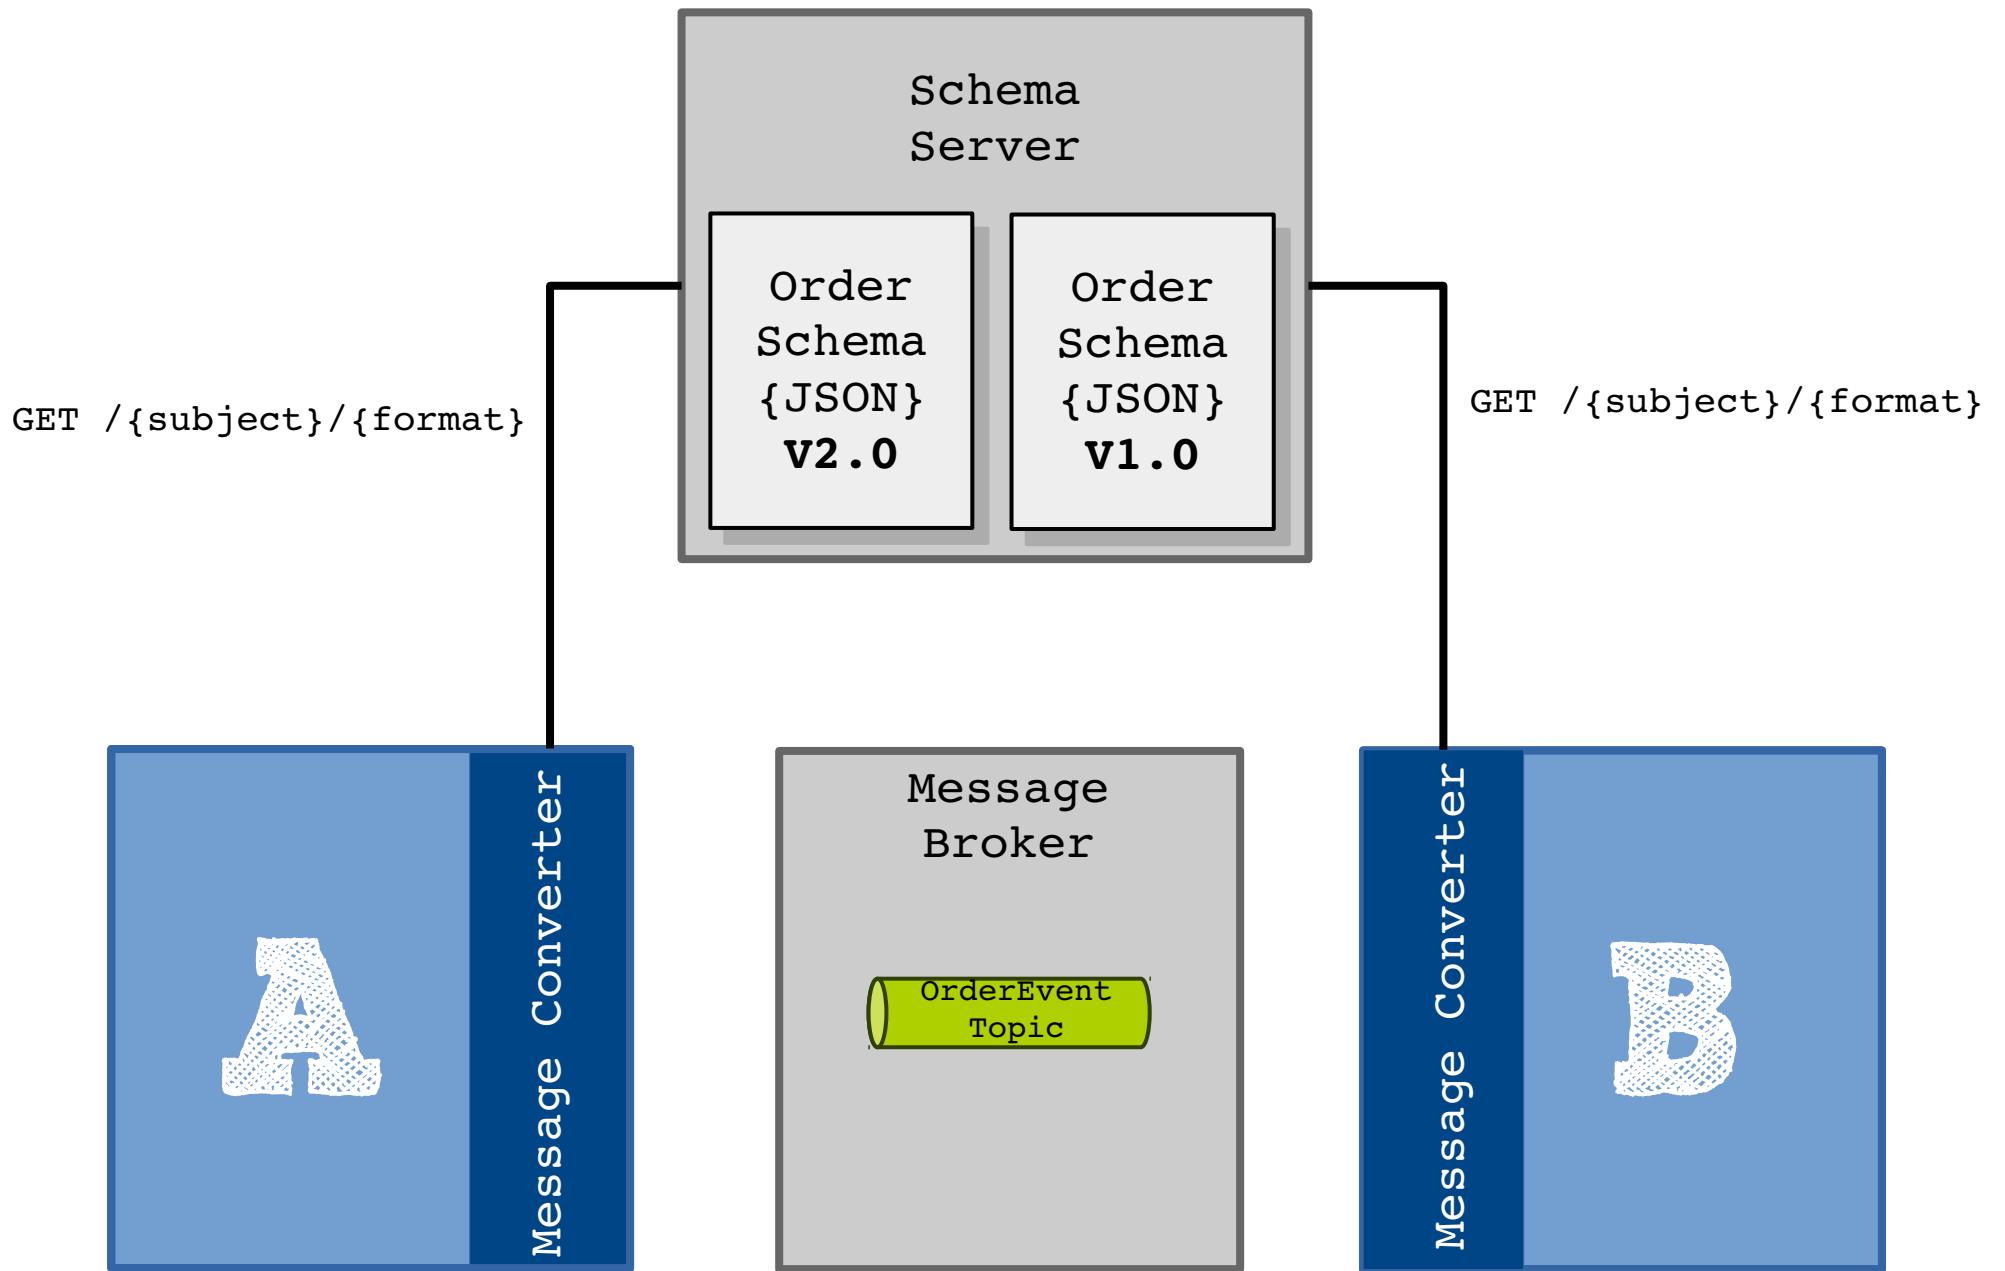 Schema
Server
Order
Schema
{JSON}
V2.0
Order
Schema
{JSON}
V1.0
GET /{subject}/{format}
GET /{subject}/{format}
A
Message Converter
Message
Broker
OrderEvent
Topic
Message Converter
B